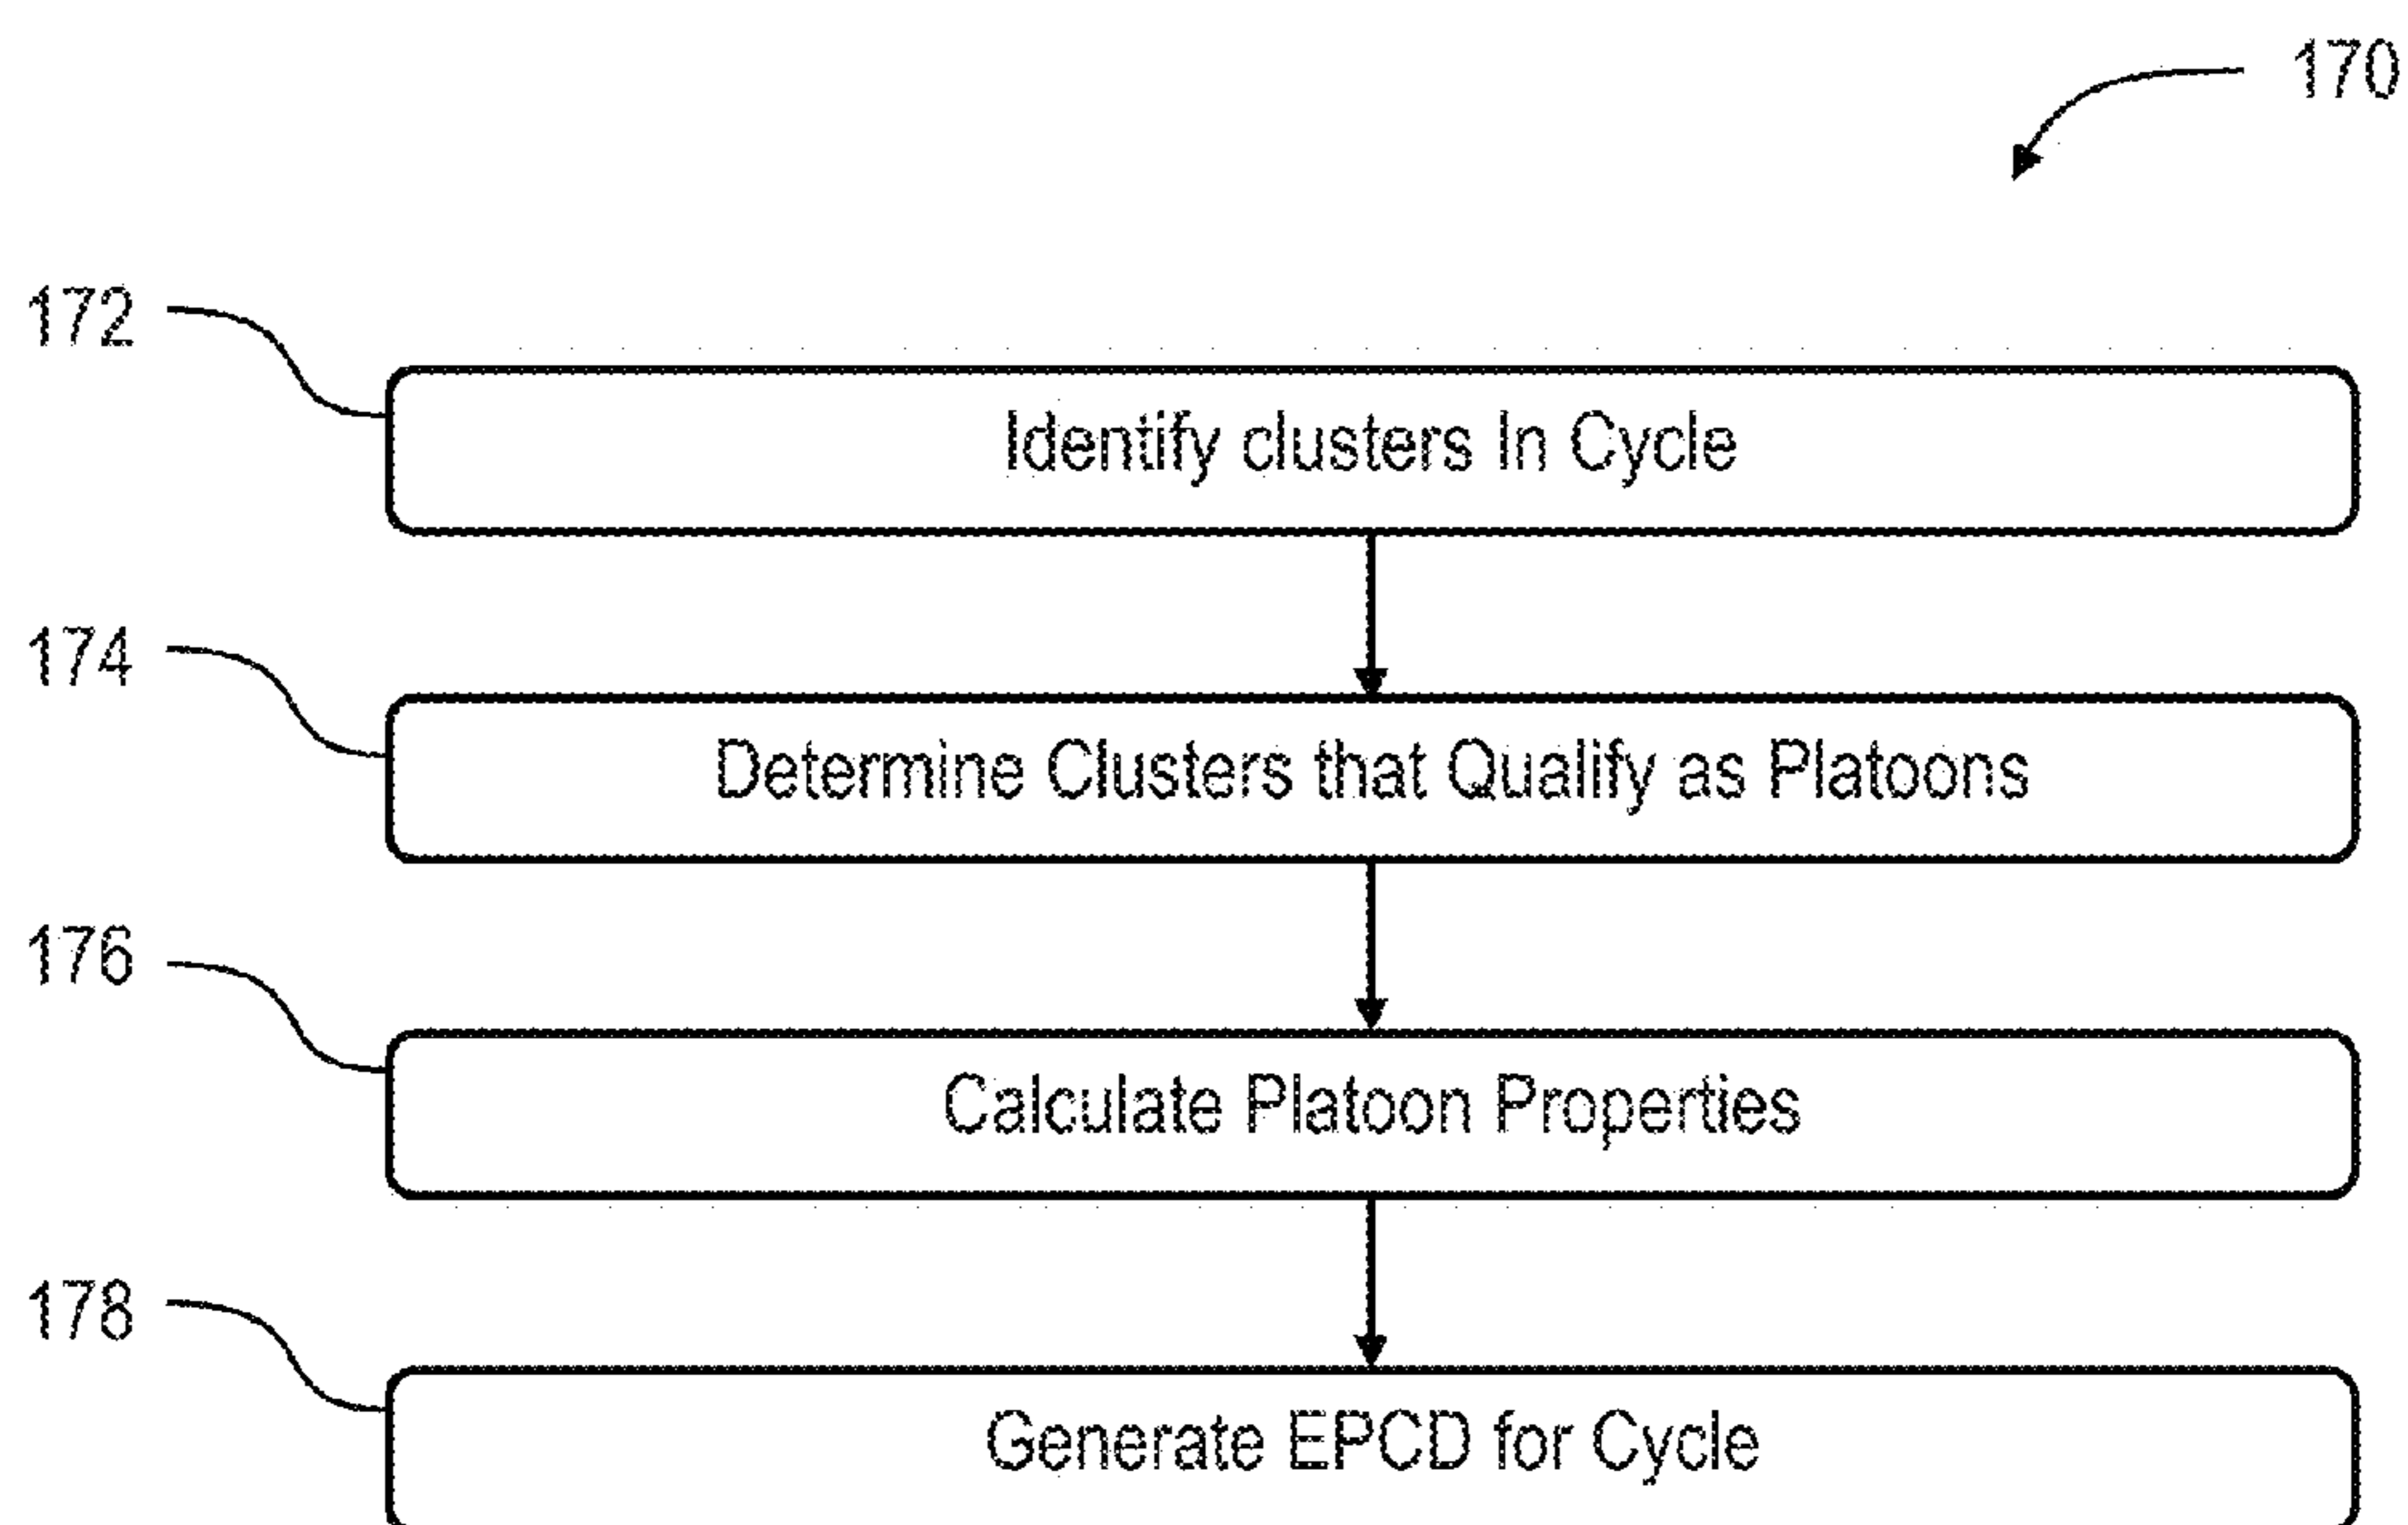 170
172
Identify clusters In Cycle
174
Determine Clusters that Qualify as Platoons
176
Calculate Platoon Properties
178
Generate EPCD for Cycle